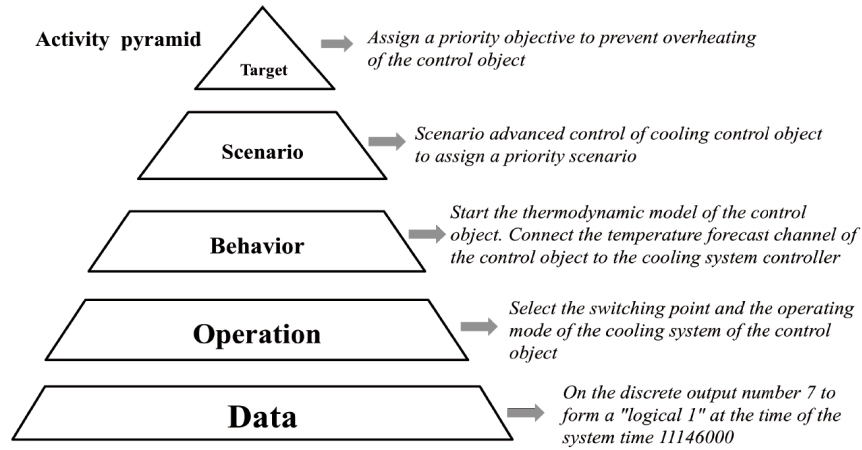 Activity pyramid
Target
Assign a priority objective to prevent overheating
of the control object
Scenario
Scenario advanced control of cooling control object
to assign a priority scenario
Behavior
Start the thermodynamic model of the control
object. Connect the temperature forecast channel of
the control object to the cooling system controller
Operation
Select the switching point and the operating
mode of the cooling system of the control
object
Data
On the discrete output number 7 to
form a "logical 1" at the time of the
system time 11146000